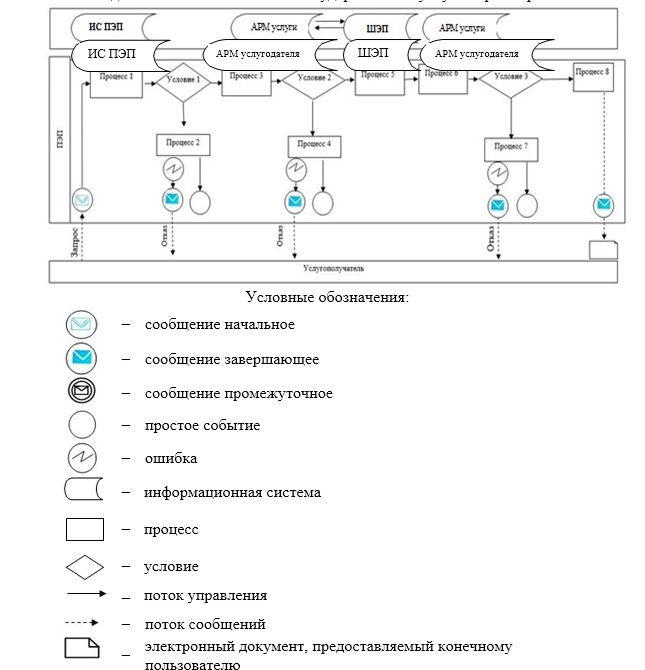 ИС ПЭП
АРМ услуги
ШЭП
АРМ услуги
ИС ПЭП
АРМ услугодателя
ШЭП
АРМ услугодателя
ПЭП
Процесс 1
Условие 1
Процесс 3
Условие 2
Процесс 5
Процесс 6
Условие 3
Процесс 8
Процесс 2
Процесс 4
Процесс 7
Запрос
Отказ
Отказ
Отказ
Услугополучатель
Условные обозначения:
– сообщение начальное
– сообщение завершающее
– сообщение промежуточное
– простое событие
– ошибка
– информационная система
– процесс
– условие
– поток управления
– поток сообщений
– электронный документ, предоставляемый конечному
пользователю